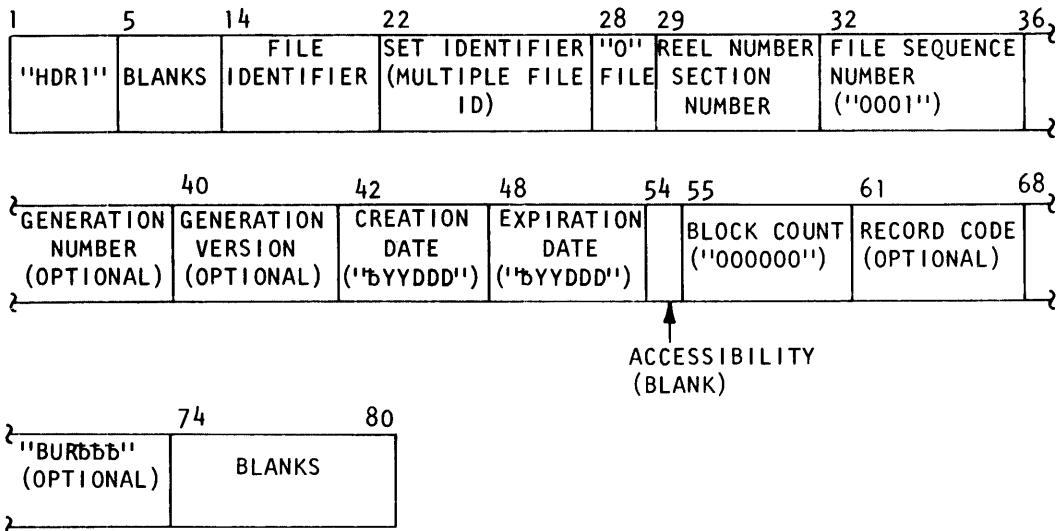 1 5 14 22 28 29 32 36
"HDR1" BLANKS FILE IDENTIFIER SET IDENTIFIER (MULTIPLE FILE ID) "0" FILE REEL NUMBER SECTION NUMBER FILE SEQUENCE NUMBER ("0001")
40 42 48 54 55 61 68
GENERATION NUMBER (OPTIONAL) GENERATION VERSION (OPTIONAL) CREATION DATE ("ƀYYDDD") EXPIRATION DATE ("ƀYYDDD") BLOCK COUNT ("000000") RECORD CODE (OPTIONAL)
ACCESSIBILITY
(BLANK)
74 80
"BURƀƀƀ" (OPTIONAL) BLANKS